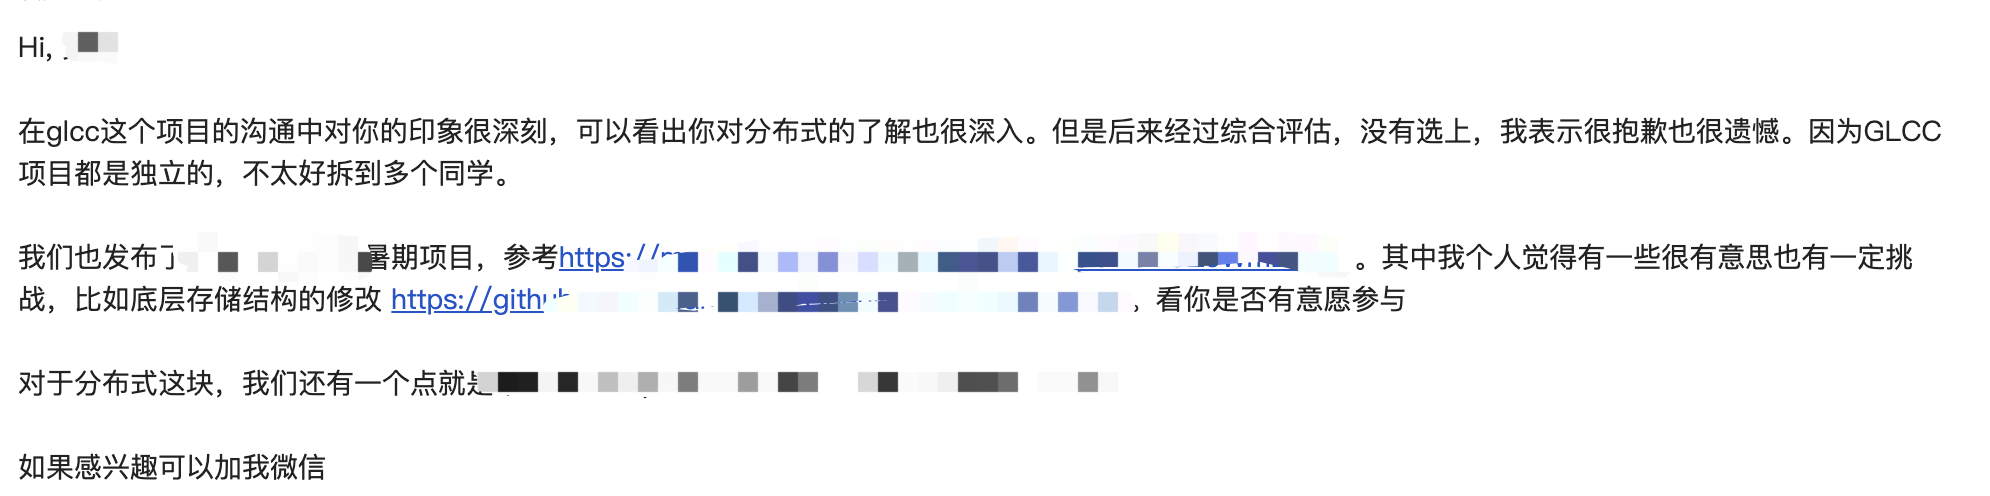 Hi,
在glcc这个项目的沟通中对你的印象很深刻，可以看出你对分布式的了解也很深入。但是后来经过综合评估，没有选上，我表示很抱歉也很遗憾。因为GLCC
项目都是独立的，不太好拆到多个同学。
我们也发布了 暑期项目，参考https:// 。其中我个人觉得有一些很有意思也有一定挑
战，比如底层存储结构的修改 https://gith ，看你是否有意愿参与
对于分布式这块，我们还有一个点就是
如果感兴趣可以加我微信